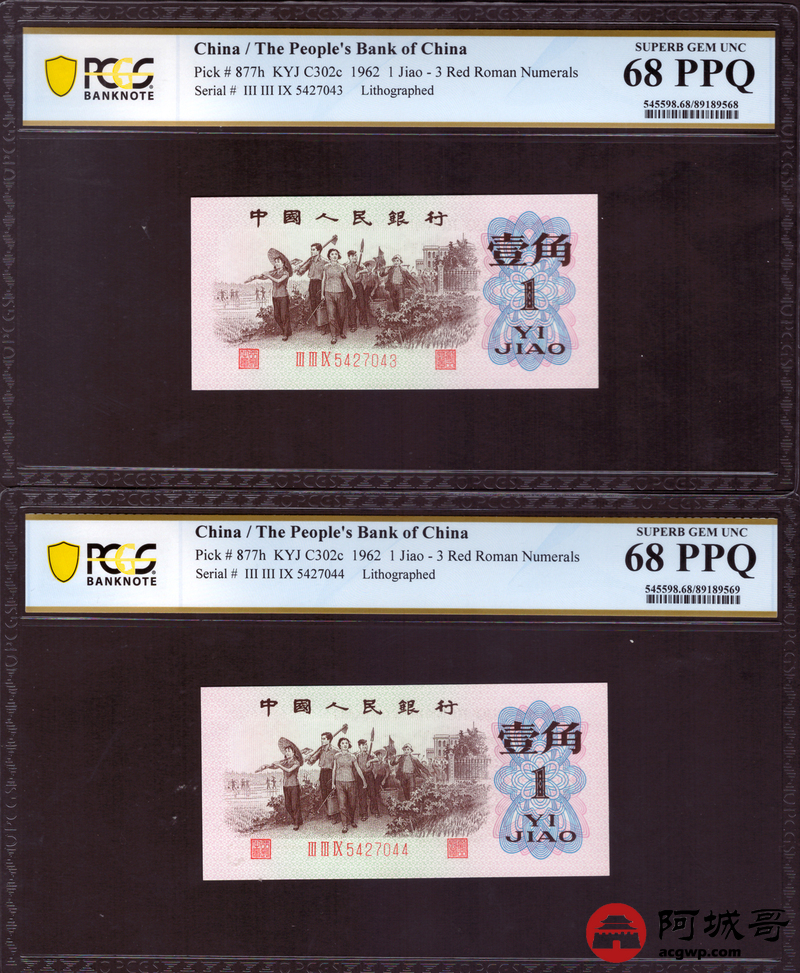 PCGS
BANKNOTE
China / The People's Bank of China
Pick # 877h KYJ C302c 1962 1 Jiao - 3 Red Roman Numerals
Serial # III III IX 5427043 Lithographed
SUPERB GEM UNC
68 PPQ
545598.68/89189568
中國人民銀行
壹角
1
YI
JIAO
III III IX 5427043
PCGS
BANKNOTE
China / The People's Bank of China
Pick # 877h KYJ C302c 1962 1 Jiao - 3 Red Roman Numerals
Serial # III III IX 5427044 Lithographed
SUPERB GEM UNC
68 PPQ
545598.68/89189569
中國人民銀行
壹角
1
YI
JIAO
III III IX 5427044
阿城哥
acgwp.com